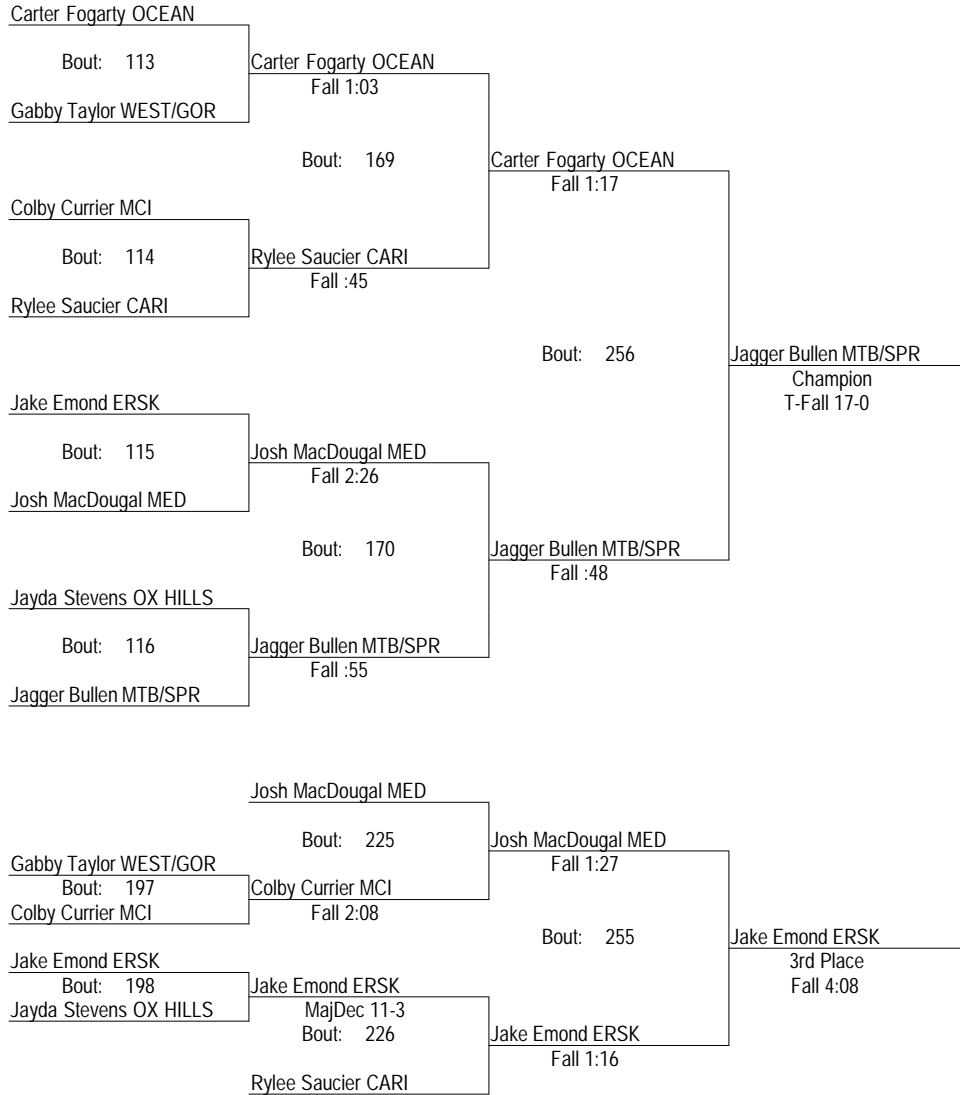 Carter Fogarty OCEAN
Bout: 113 Carter Fogarty OCEAN
Fall 1:03
Gabby Taylor WEST/GOR
Bout: 169 Carter Fogarty OCEAN
Fall 1:17
Colby Currier MCI
Bout: 114 Rylee Saucier CARI
Fall :45
Rylee Saucier CARI
Bout: 256 Jagger Bullen MTB/SPR
Champion
T-Fall 17-0
Jake Emond ERSK
Bout: 115 Josh MacDougal MED
Fall 2:26
Josh MacDougal MED
Bout: 170 Jagger Bullen MTB/SPR
Fall :48
Jayda Stevens OX HILLS
Bout: 116 Jagger Bullen MTB/SPR
Fall :55
Jagger Bullen MTB/SPR
Josh MacDougal MED
Bout: 225 Josh MacDougal MED
Fall 1:27
Gabby Taylor WEST/GOR
Bout: 197 Colby Currier MCI
Colby Currier MCI
Fall 2:08
Bout: 255 Jake Emond ERSK
3rd Place
Fall 4:08
Jake Emond ERSK
Bout: 198 Jake Emond ERSK
Jayda Stevens OX HILLS
MajDec 11-3
Bout: 226 Jake Emond ERSK
Fall 1:16
Rylee Saucier CARI